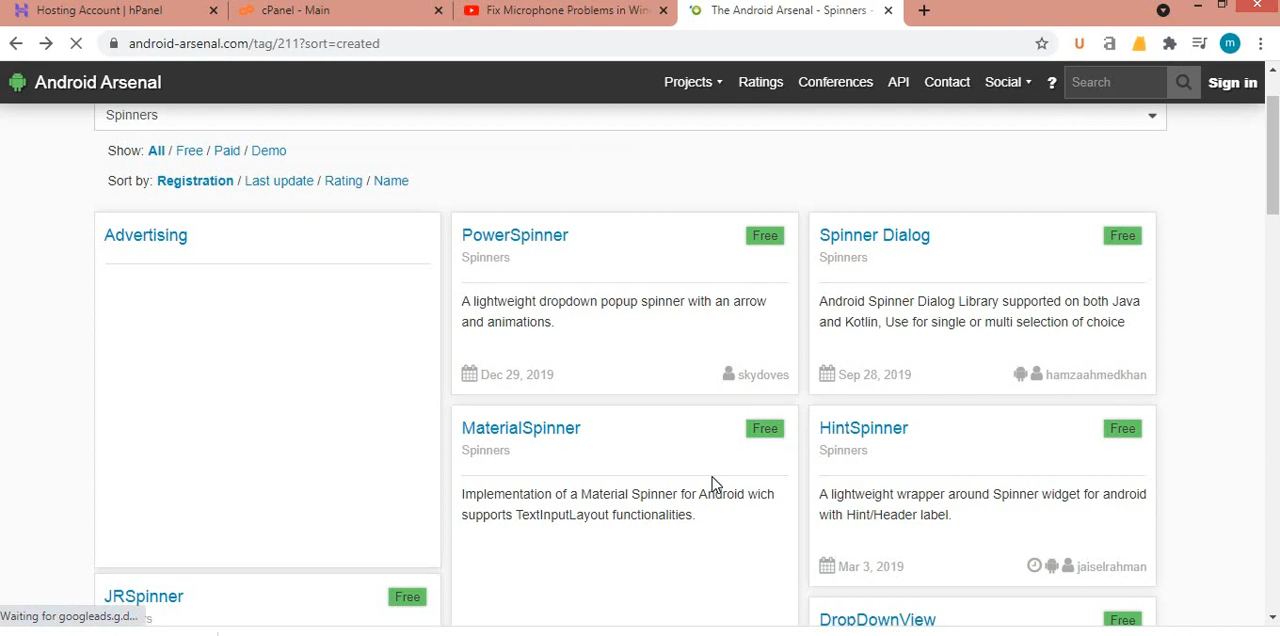 Hosting Account | hPanel
cPanel - Main
Fix Microphone Problems in Win
The Android Arsenal - Spinners -
android-arsenal.com/tag/211?sort=created
m
Android Arsenal
Projects
Ratings
Conferences
API
Contact
Social
?
Search
Sign in
Spinners
Show: All / Free / Paid / Demo
Sort by: Registration / Last update / Rating / Name
Advertising
PowerSpinner
Free
Spinners
A lightweight dropdown popup spinner with an arrow
and animations.
Dec 29, 2019
skydoves
Spinner Dialog
Free
Spinners
Android Spinner Dialog Library supported on both Java
and Kotlin, Use for single or multi selection of choice
Sep 28, 2019
hamzaahmedkhan
MaterialSpinner
Free
Spinners
Implementation of a Material Spinner for Android wich
supports TextInputLayout functionalities.
HintSpinner
Free
Spinners
A lightweight wrapper around Spinner widget for android
with Hint/Header label.
Mar 3, 2019
jaiselrahman
JRSpinner
Free
DropDownView
Free
Waiting for googleads.g.d...